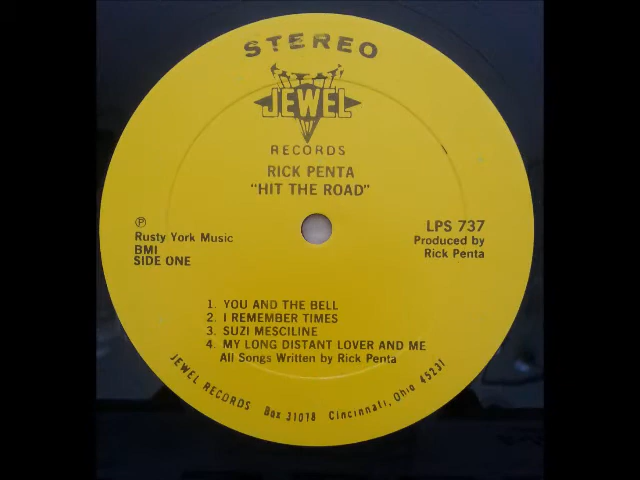 STEREO
JEWEL
RECORDS
RICK PENTA
"HIT THE ROAD"
℗
Rusty York Music
BMI
SIDE ONE
LPS 737
Produced by
Rick Penta
1. YOU AND THE BELL
2. I REMEMBER TIMES
3. SUZI MESCILINE
4. MY LONG DISTANT LOVER AND ME
All Songs Written by Rick Penta
JEWEL RECORDS Box 31018 Cincinnati, Ohio 45231